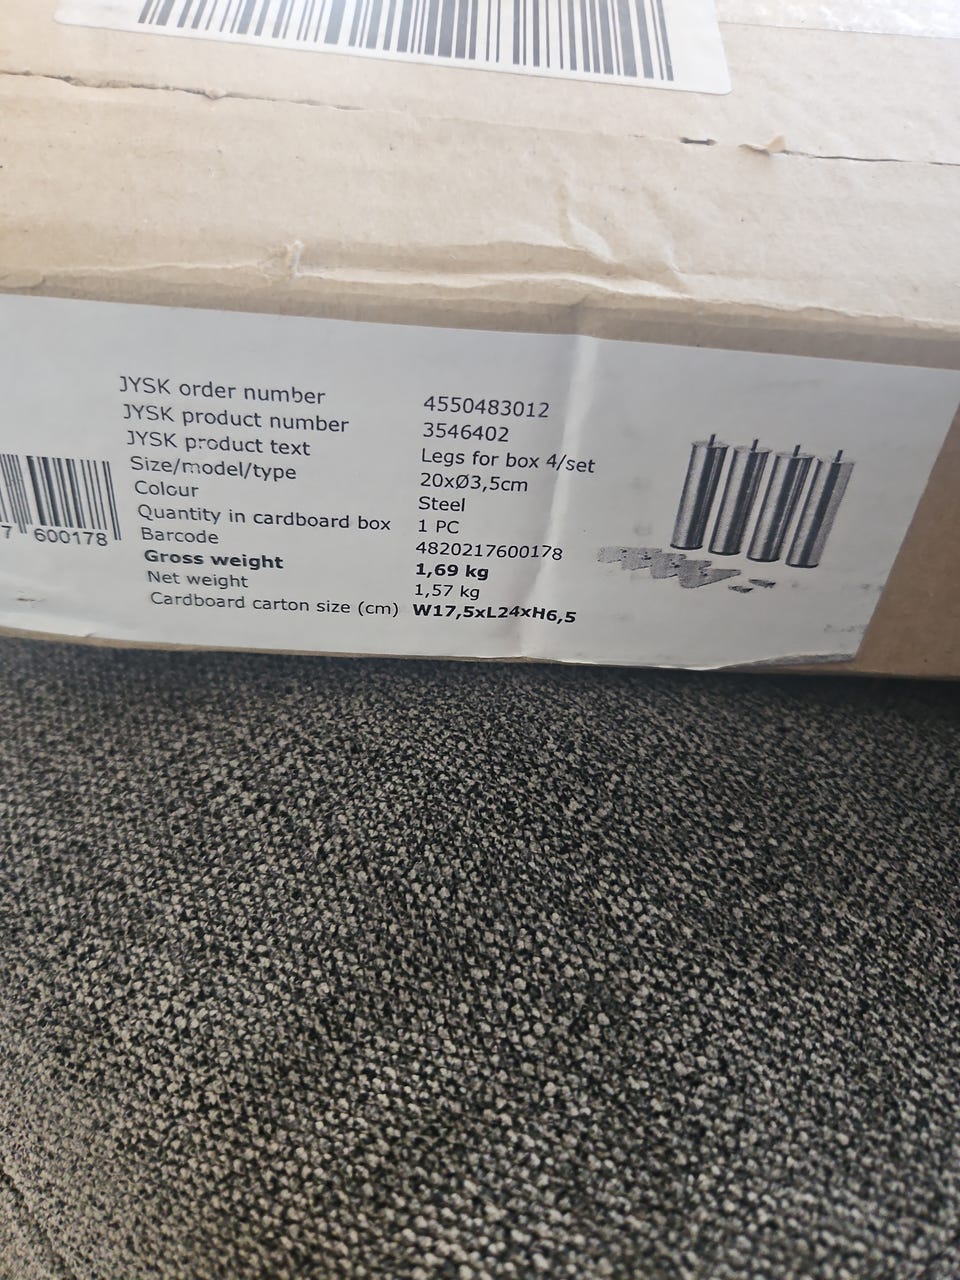 JYSK order number 4550483012
JYSK product number 3546402
JYSK product text Legs for box 4/set
Size/model/type 20xØ3,5cm
Colour Steel
Quantity in cardboard box 1 PC
Barcode 4820217600178
Gross weight 1,69 kg
Net weight 1,57 kg
Cardboard carton size (cm) W17,5xL24xH6,5
7 600178